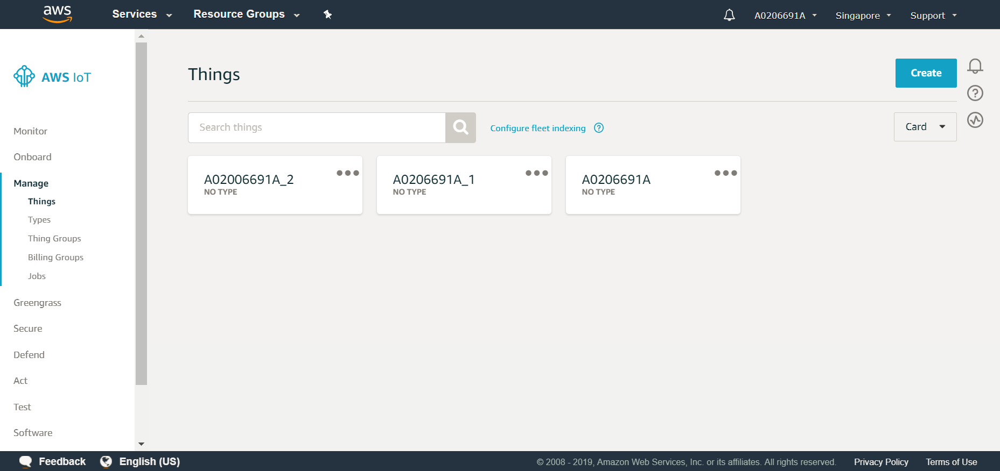 aws Services Resource Groups A0206691A Singapore Support
AWS IoT
Monitor
Onboard
Manage
Things
Types
Thing Groups
Billing Groups
Jobs
Greengrass
Secure
Defend
Act
Test
Software
Things
Create
Search things
Configure fleet indexing ?
Card
A02006691A_2
NO TYPE
A0206691A_1
NO TYPE
A0206691A
NO TYPE
?
Feedback English (US) © 2008 - 2019, Amazon Web Services, Inc. or its affiliates. All rights reserved. Privacy Policy Terms of Use